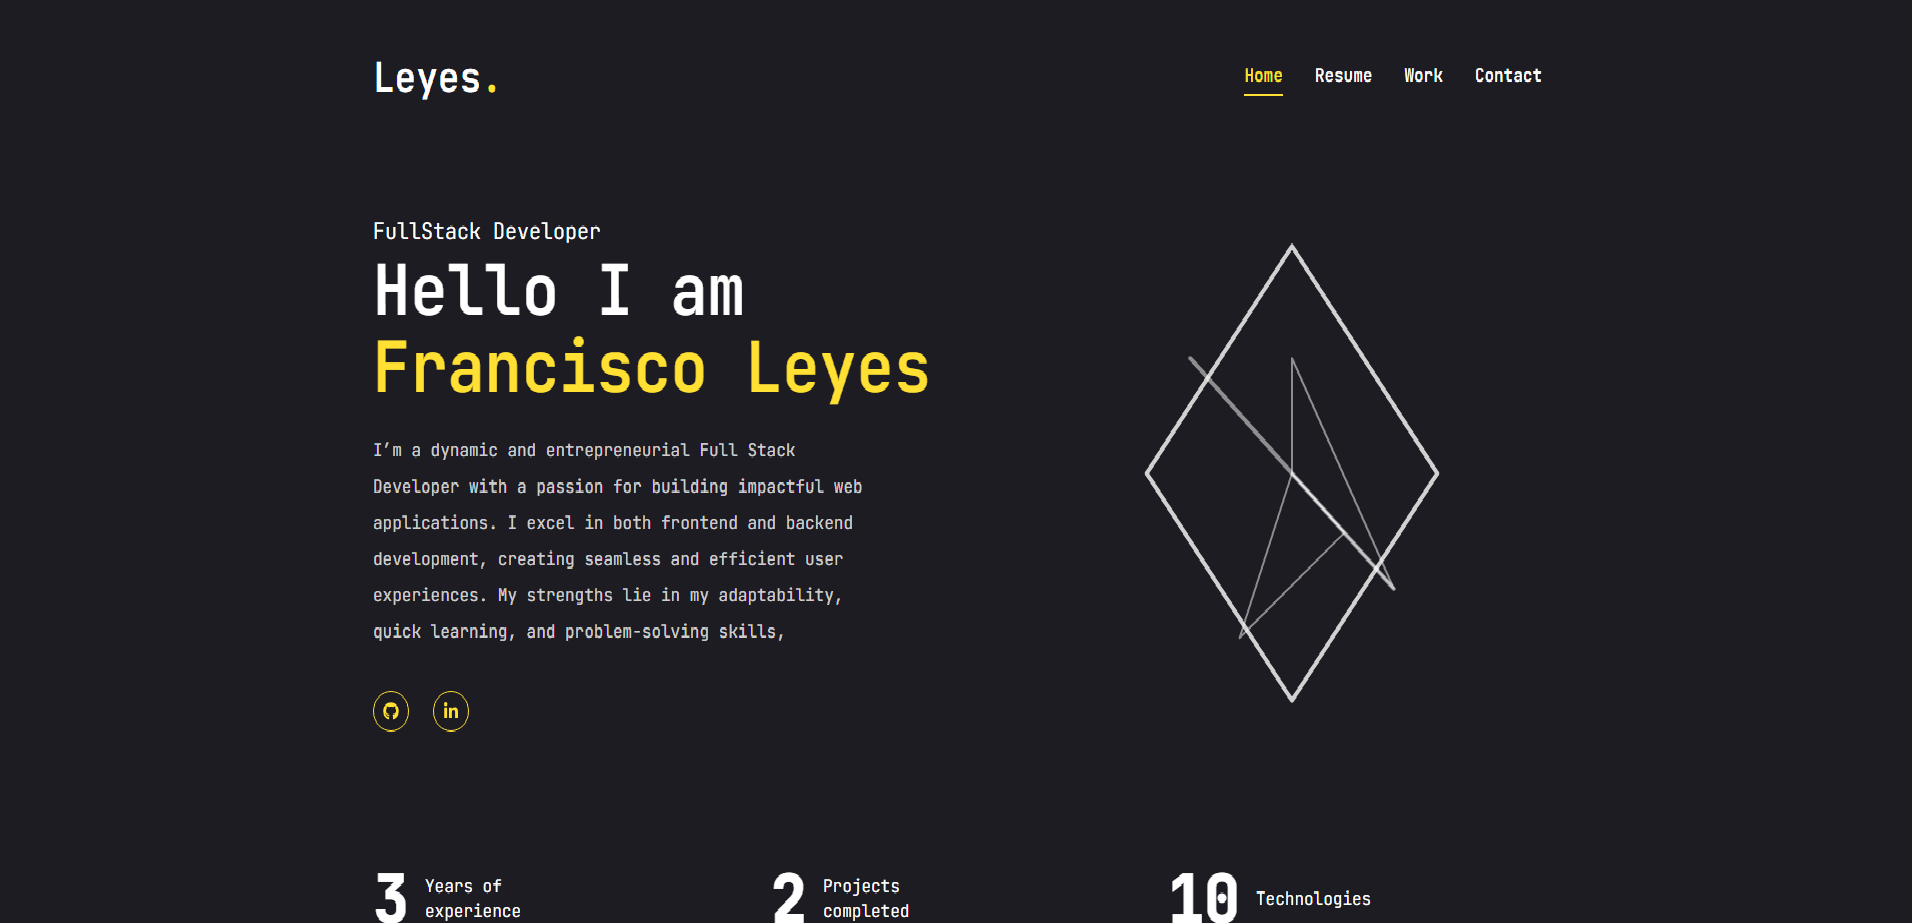 Leyes.
Home Resume Work Contact
FullStack Developer
Hello I am
Francisco Leyes
I’m a dynamic and entrepreneurial Full Stack
Developer with a passion for building impactful web
applications. I excel in both frontend and backend
development, creating seamless and efficient user
experiences. My strengths lie in my adaptability,
quick learning, and problem-solving skills,
in
3 Years of
experience
2 Projects
completed
10 Technologies